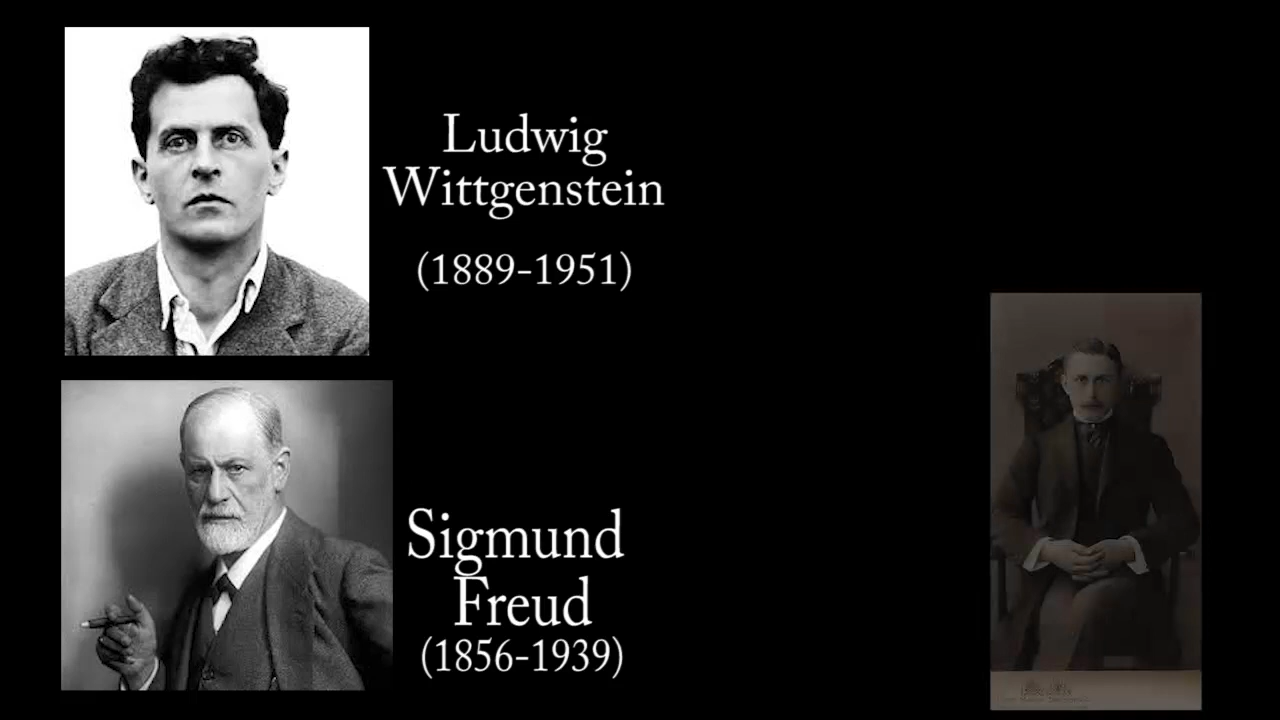 Ludwig
Wittgenstein
(1889-1951)
Sigmund
Freud
(1856-1939)